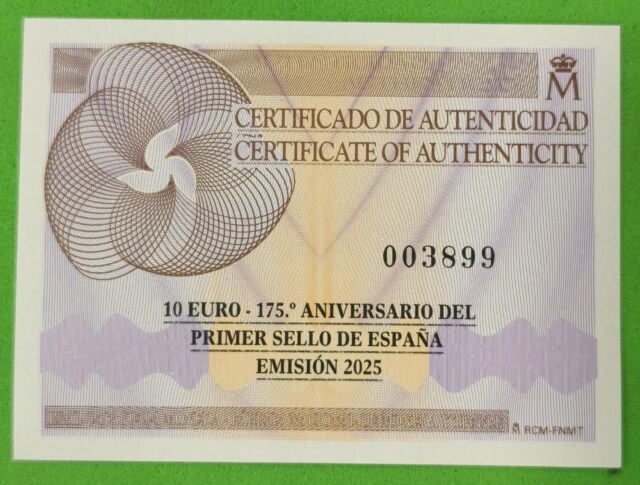 M
CERTIFICADO DE AUTENTICIDAD
CERTIFICATE OF AUTHENTICITY
003899
10 EURO - 175.º ANIVERSARIO DEL
PRIMER SELLO DE ESPAÑA
EMISIÓN 2025
M RCM-FNMT